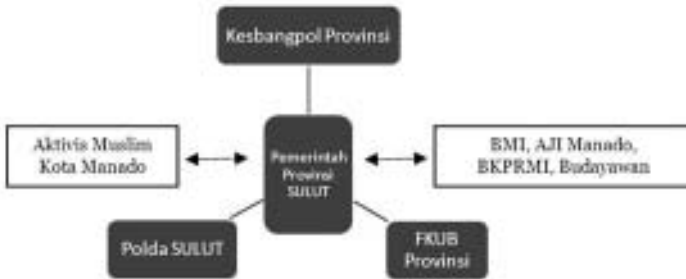 Kesbangpol Provinsi
Aktivis Muslim
Kota Manado
Pemerintah
Provinsi
SULUT
BMI, AJI Manado,
BKPRMI, Budayawan
Polda SULUT
FKUB
Provinsi